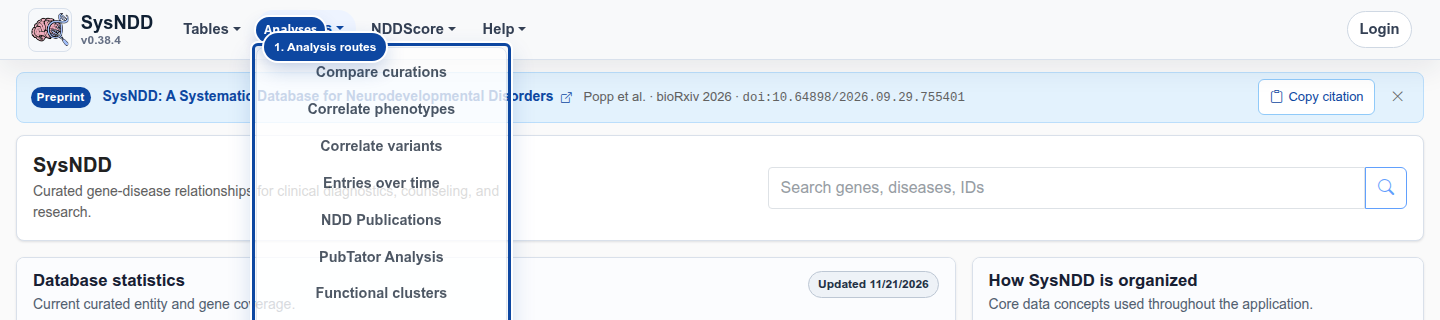 SysNDD
v0.38.4
Tables
Analyses
NDDScore
Help
Login
1. Analysis routes
Compare curations
Correlate phenotypes
Correlate variants
Entries over time
NDD Publications
PubTator Analysis
Functional clusters
Preprint
SysNDD: A Systematic Database for Neurodevelopmental Disorders
Popp et al. · bioRxiv 2026 · doi:10.64898/2026.09.29.755401
Copy citation
SysNDD
Curated gene-disease relationships for clinical diagnostics, counseling, and
research.
Search genes, diseases, IDs
Database statistics
Current curated entity and gene coverage.
Updated 11/21/2026
How SysNDD is organized
Core data concepts used throughout the application.